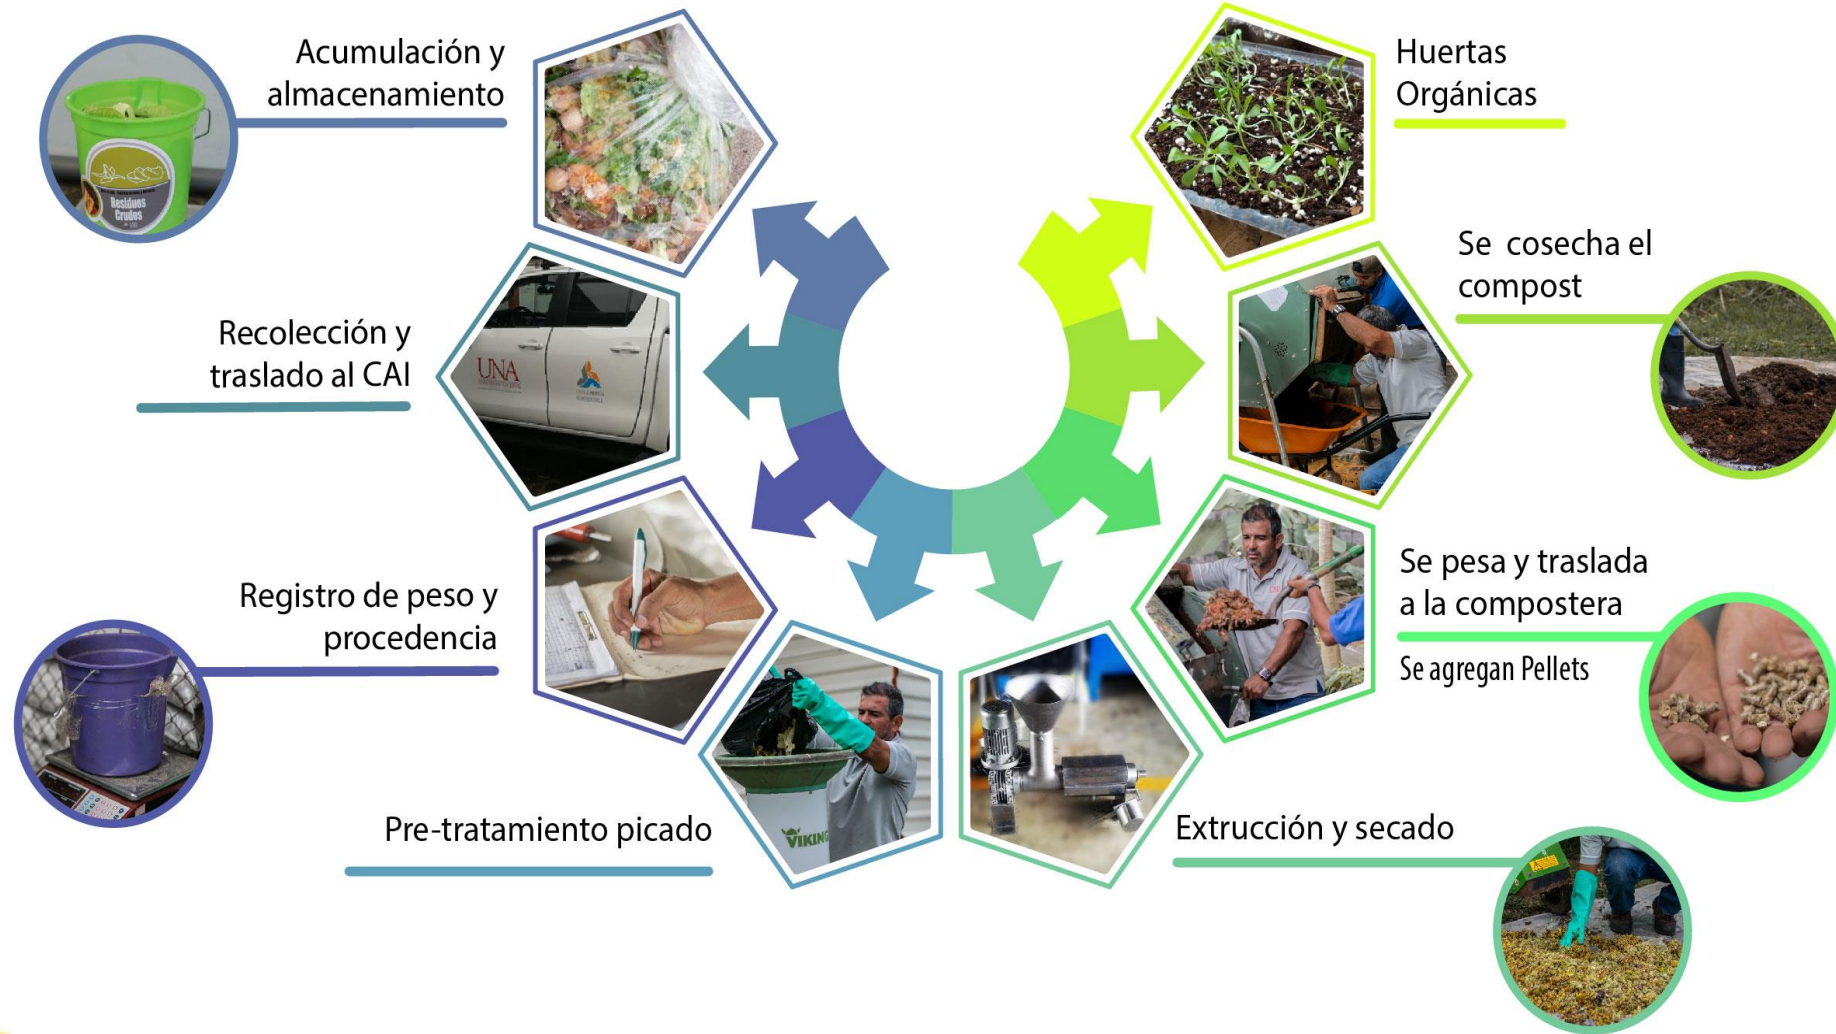 Acumulación y
almacenamiento
Residuos
Crudos
Recolección y
traslado al CAI
UNA
Registro de peso y
procedencia
Pre-tratamiento picado
VIKING
Extrucción y secado
Se pesa y traslada
a la compostera
Se agregan Pellets
Se cosecha el
compost
Huertas
Orgánicas